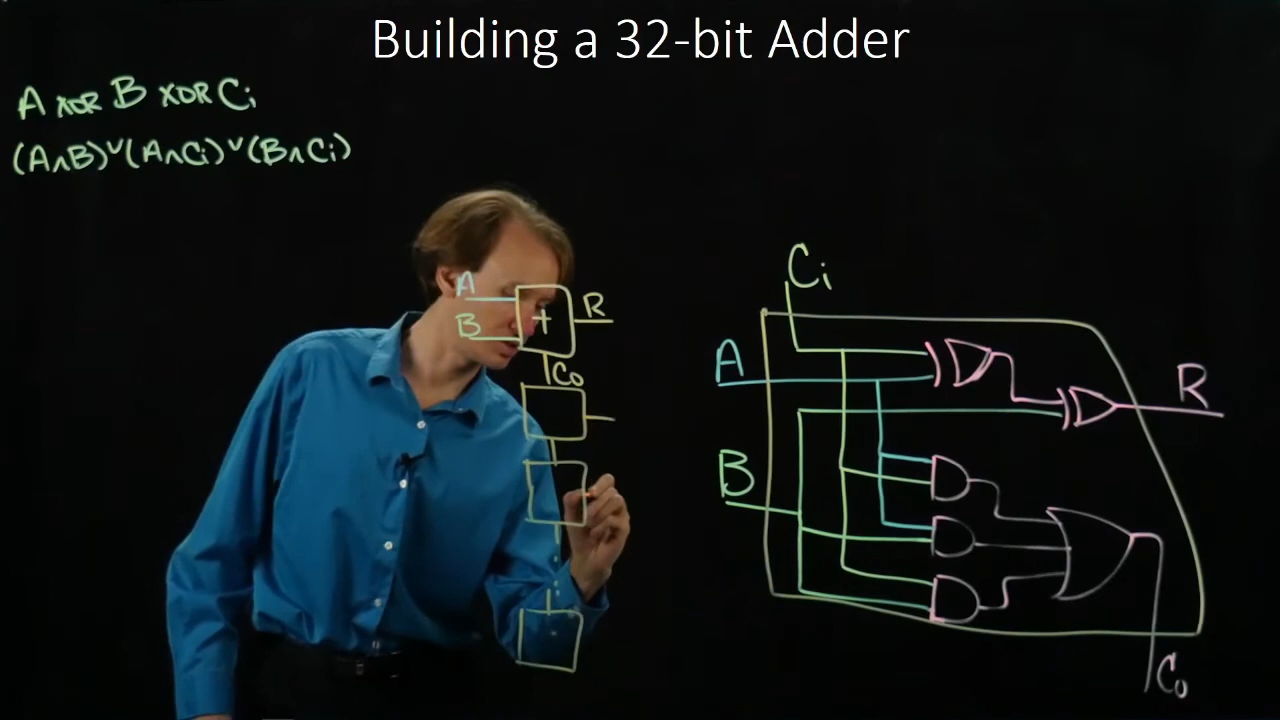 Building a 32-bit Adder
A XOR B XOR Ci
(A∧B)∨(A∧Ci)∨(B∧Ci)
A
B
+
R
Co
Ci
A
B
R
Co